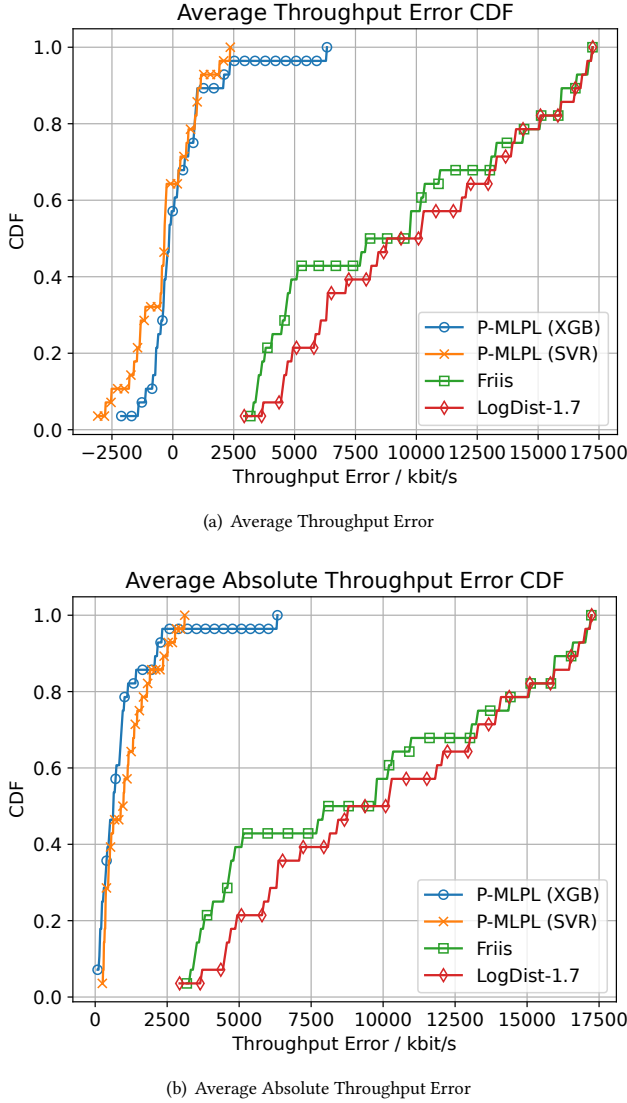 Average Throughput Error CDF
1.0
0.8
0.6
0.4
0.2
0.0
CDF
P-MLPL (XGB)
P-MLPL (SVR)
Friis
LogDist-1.7
−2500 0 2500 5000 7500 10000 12500 15000 17500
Throughput Error / kbit/s
(a) Average Throughput Error
Average Absolute Throughput Error CDF
1.0
0.8
0.6
0.4
0.2
0.0
CDF
P-MLPL (XGB)
P-MLPL (SVR)
Friis
LogDist-1.7
0 2500 5000 7500 10000 12500 15000 17500
Throughput Error / kbit/s
(b) Average Absolute Throughput Error